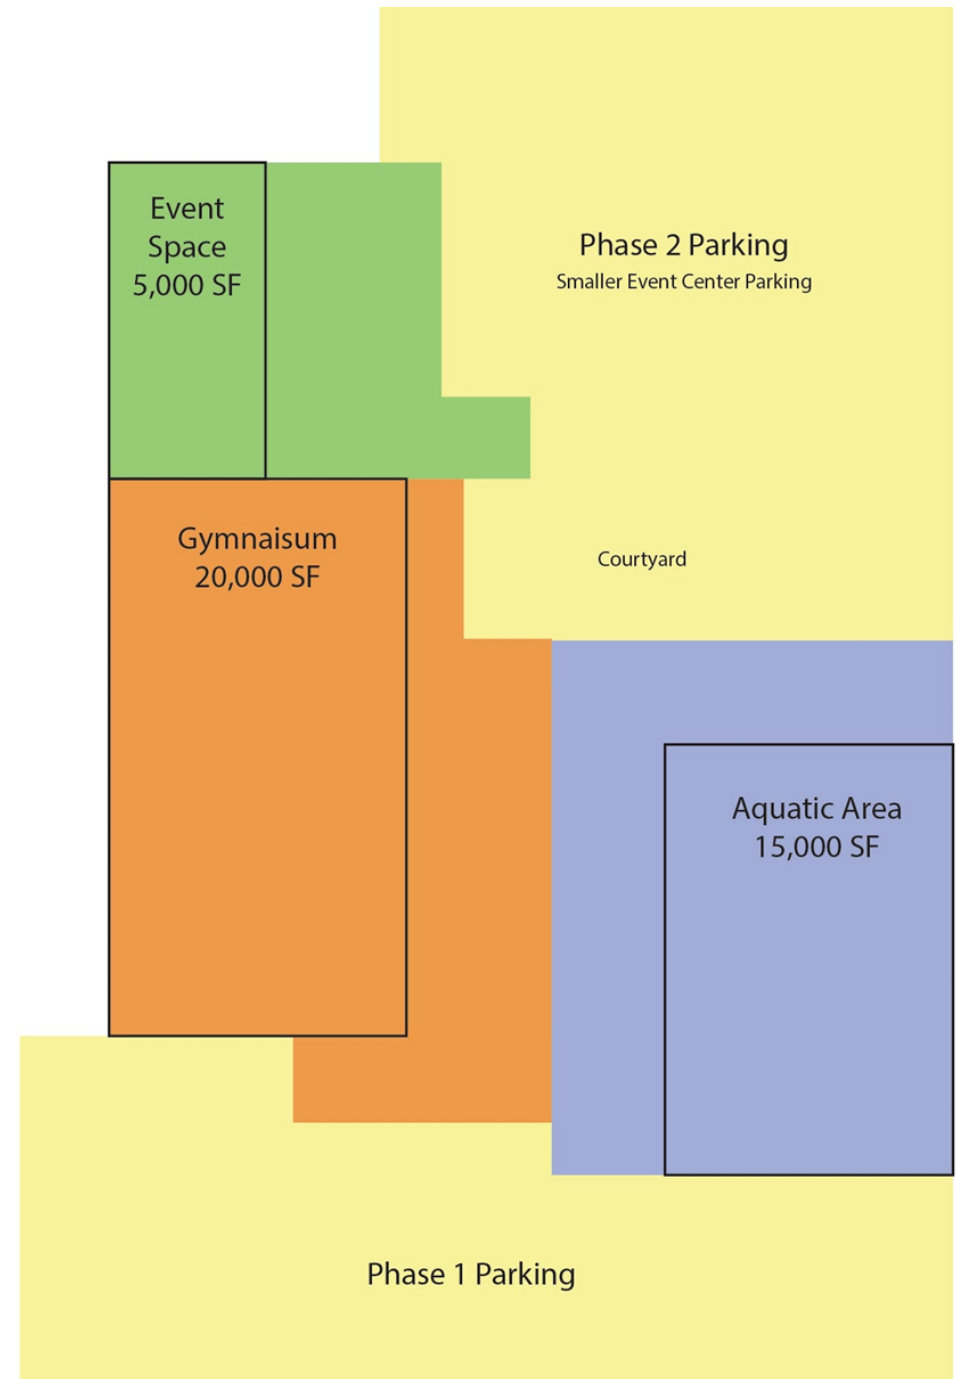 Event
Space
5,000 SF
Phase 2 Parking
Smaller Event Center Parking
Gymnaisum
20,000 SF
Courtyard
Aquatic Area
15,000 SF
Phase 1 Parking